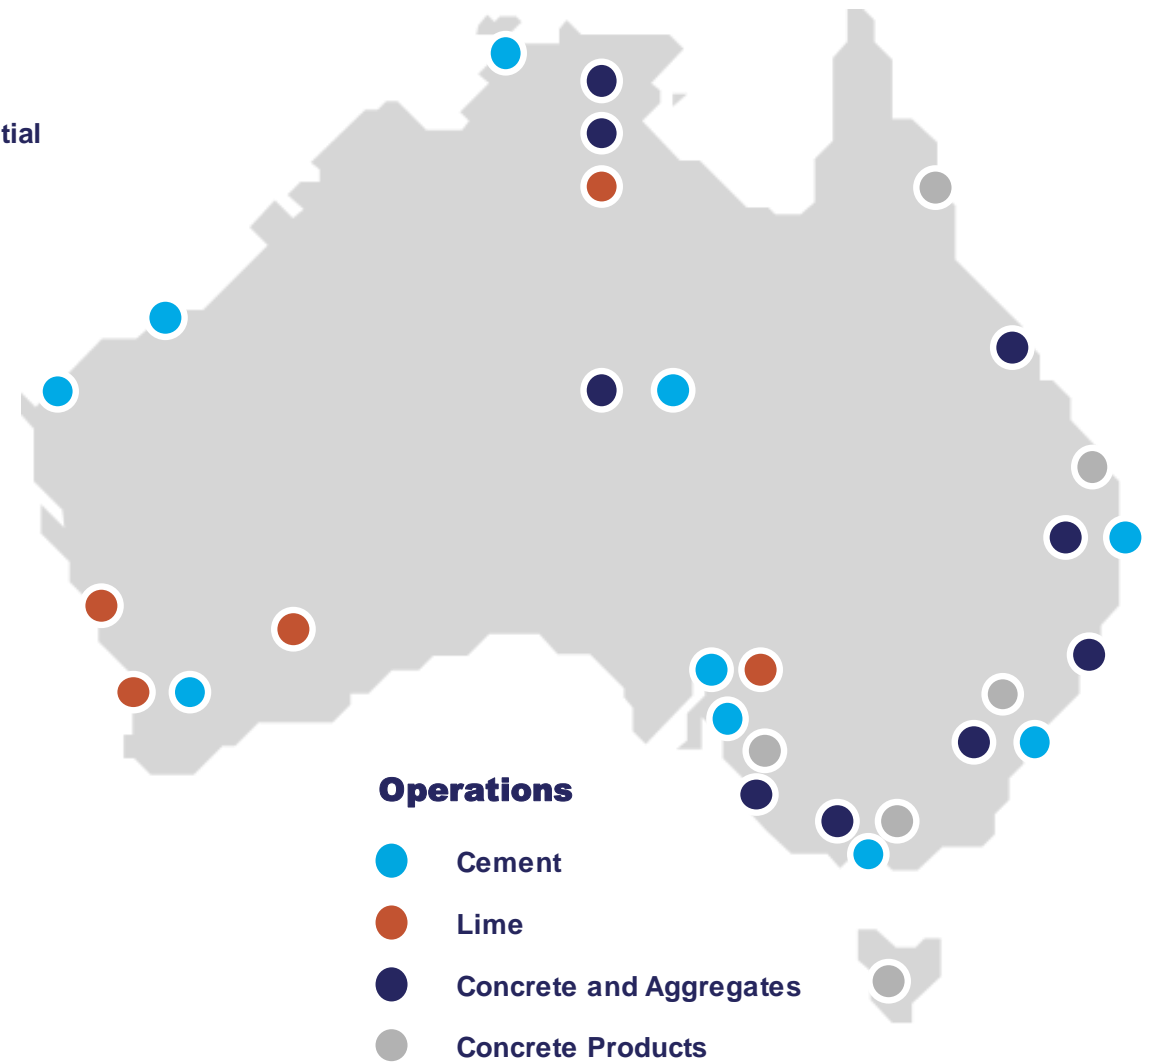 tial
Operations
Cement
Lime
Concrete and Aggregates
Concrete Products